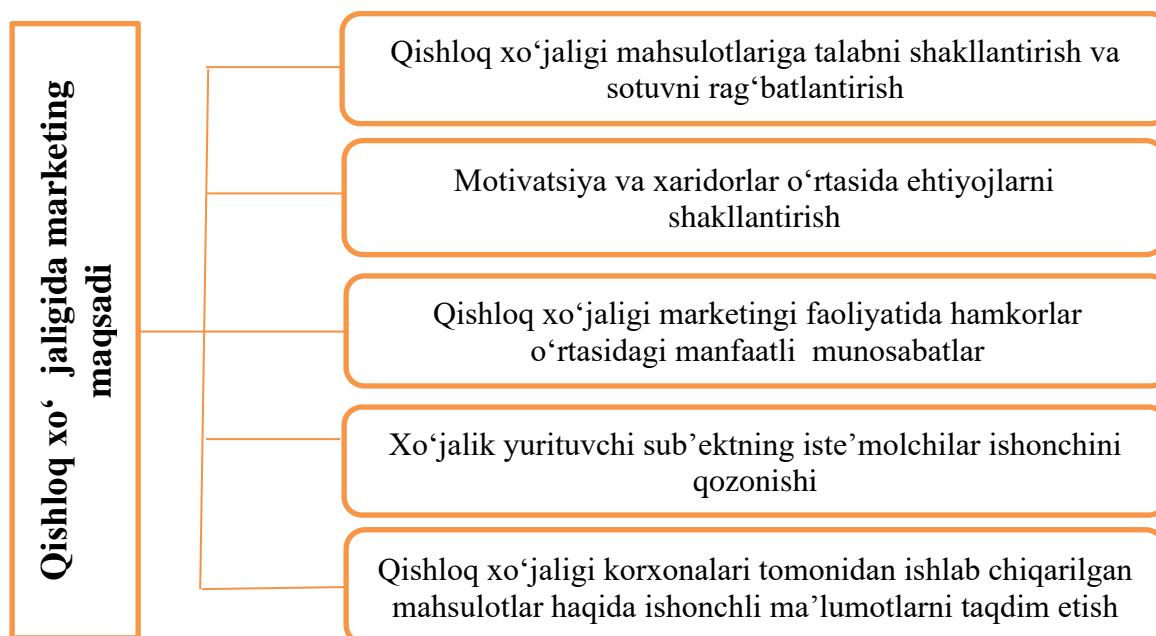 Qishloq xo‘ jaligida marketing
maqsadi
Qishloq xo‘jaligi mahsulotlariga talabni shakllantirish va
sotuvni rag‘batlantirish
Motivatsiya va xaridorlar o‘rtasida ehtiyojlarni
shakllantirish
Qishloq xo‘jaligi marketingi faoliyatida hamkorlar
o‘rtasidagi manfaatli munosabatlar
Xo‘jalik yurituvchi sub’ektning iste’molchilar ishonchini
qozonishi
Qishloq xo‘jaligi korxonalari tomonidan ishlab chiqarilgan
mahsulotlar haqida ishonchli ma’lumotlarni taqdim etish